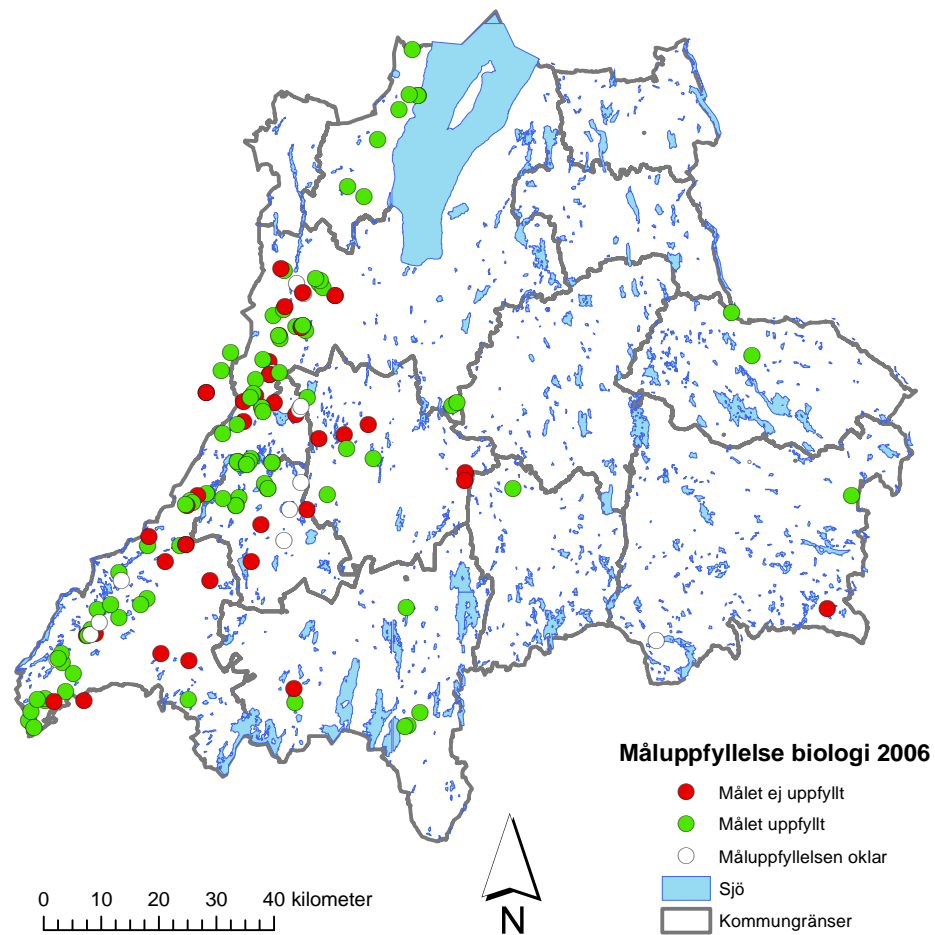 Måluppfyllelse biologi 2006
Målet ej uppfyllt
Målet uppfyllt
Måluppfyllelsen oklar
Sjö
Kommungränser
0 10 20 30 40 kilometer
N